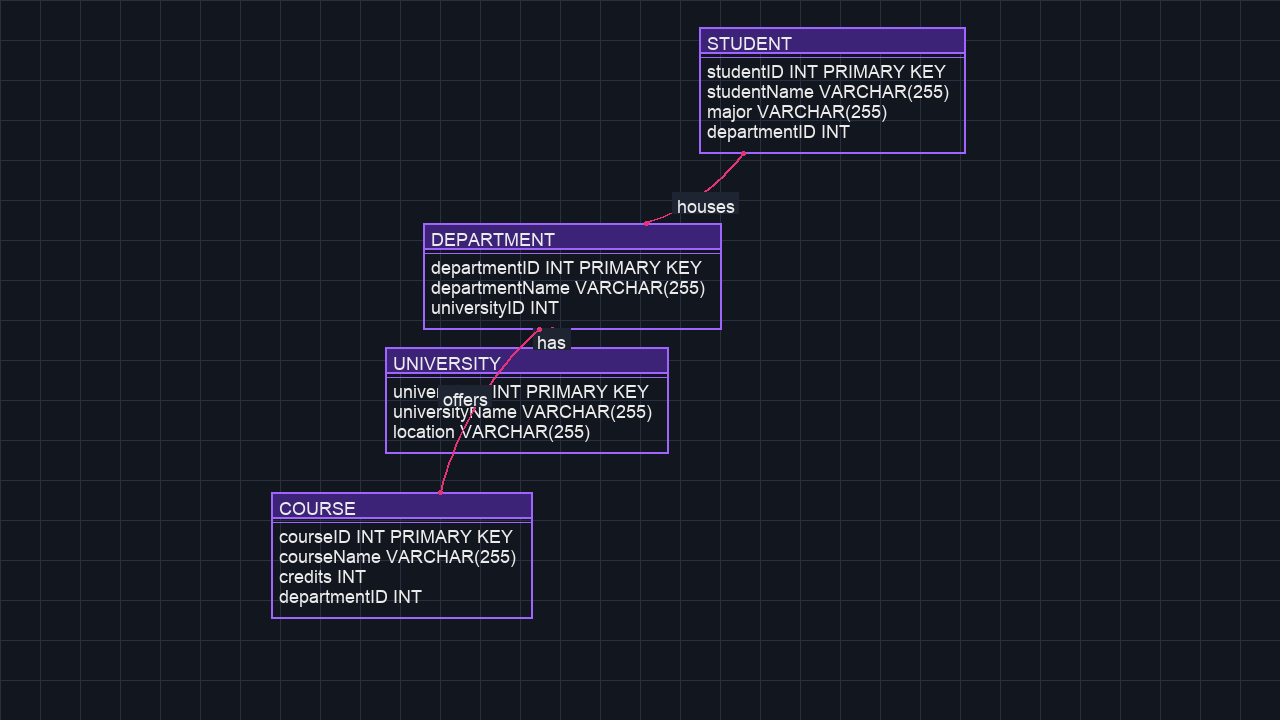 STUDENT
studentID INT PRIMARY KEY
studentName VARCHAR(255)
major VARCHAR(255)
departmentID INT
houses
DEPARTMENT
departmentID INT PRIMARY KEY
departmentName VARCHAR(255)
universityID INT
has
UNIVERSITY
INT PRIMARY KEY
offers
universityName VARCHAR(255)
location VARCHAR(255)
COURSE
courseID INT PRIMARY KEY
courseName VARCHAR(255)
credits INT
departmentID INT